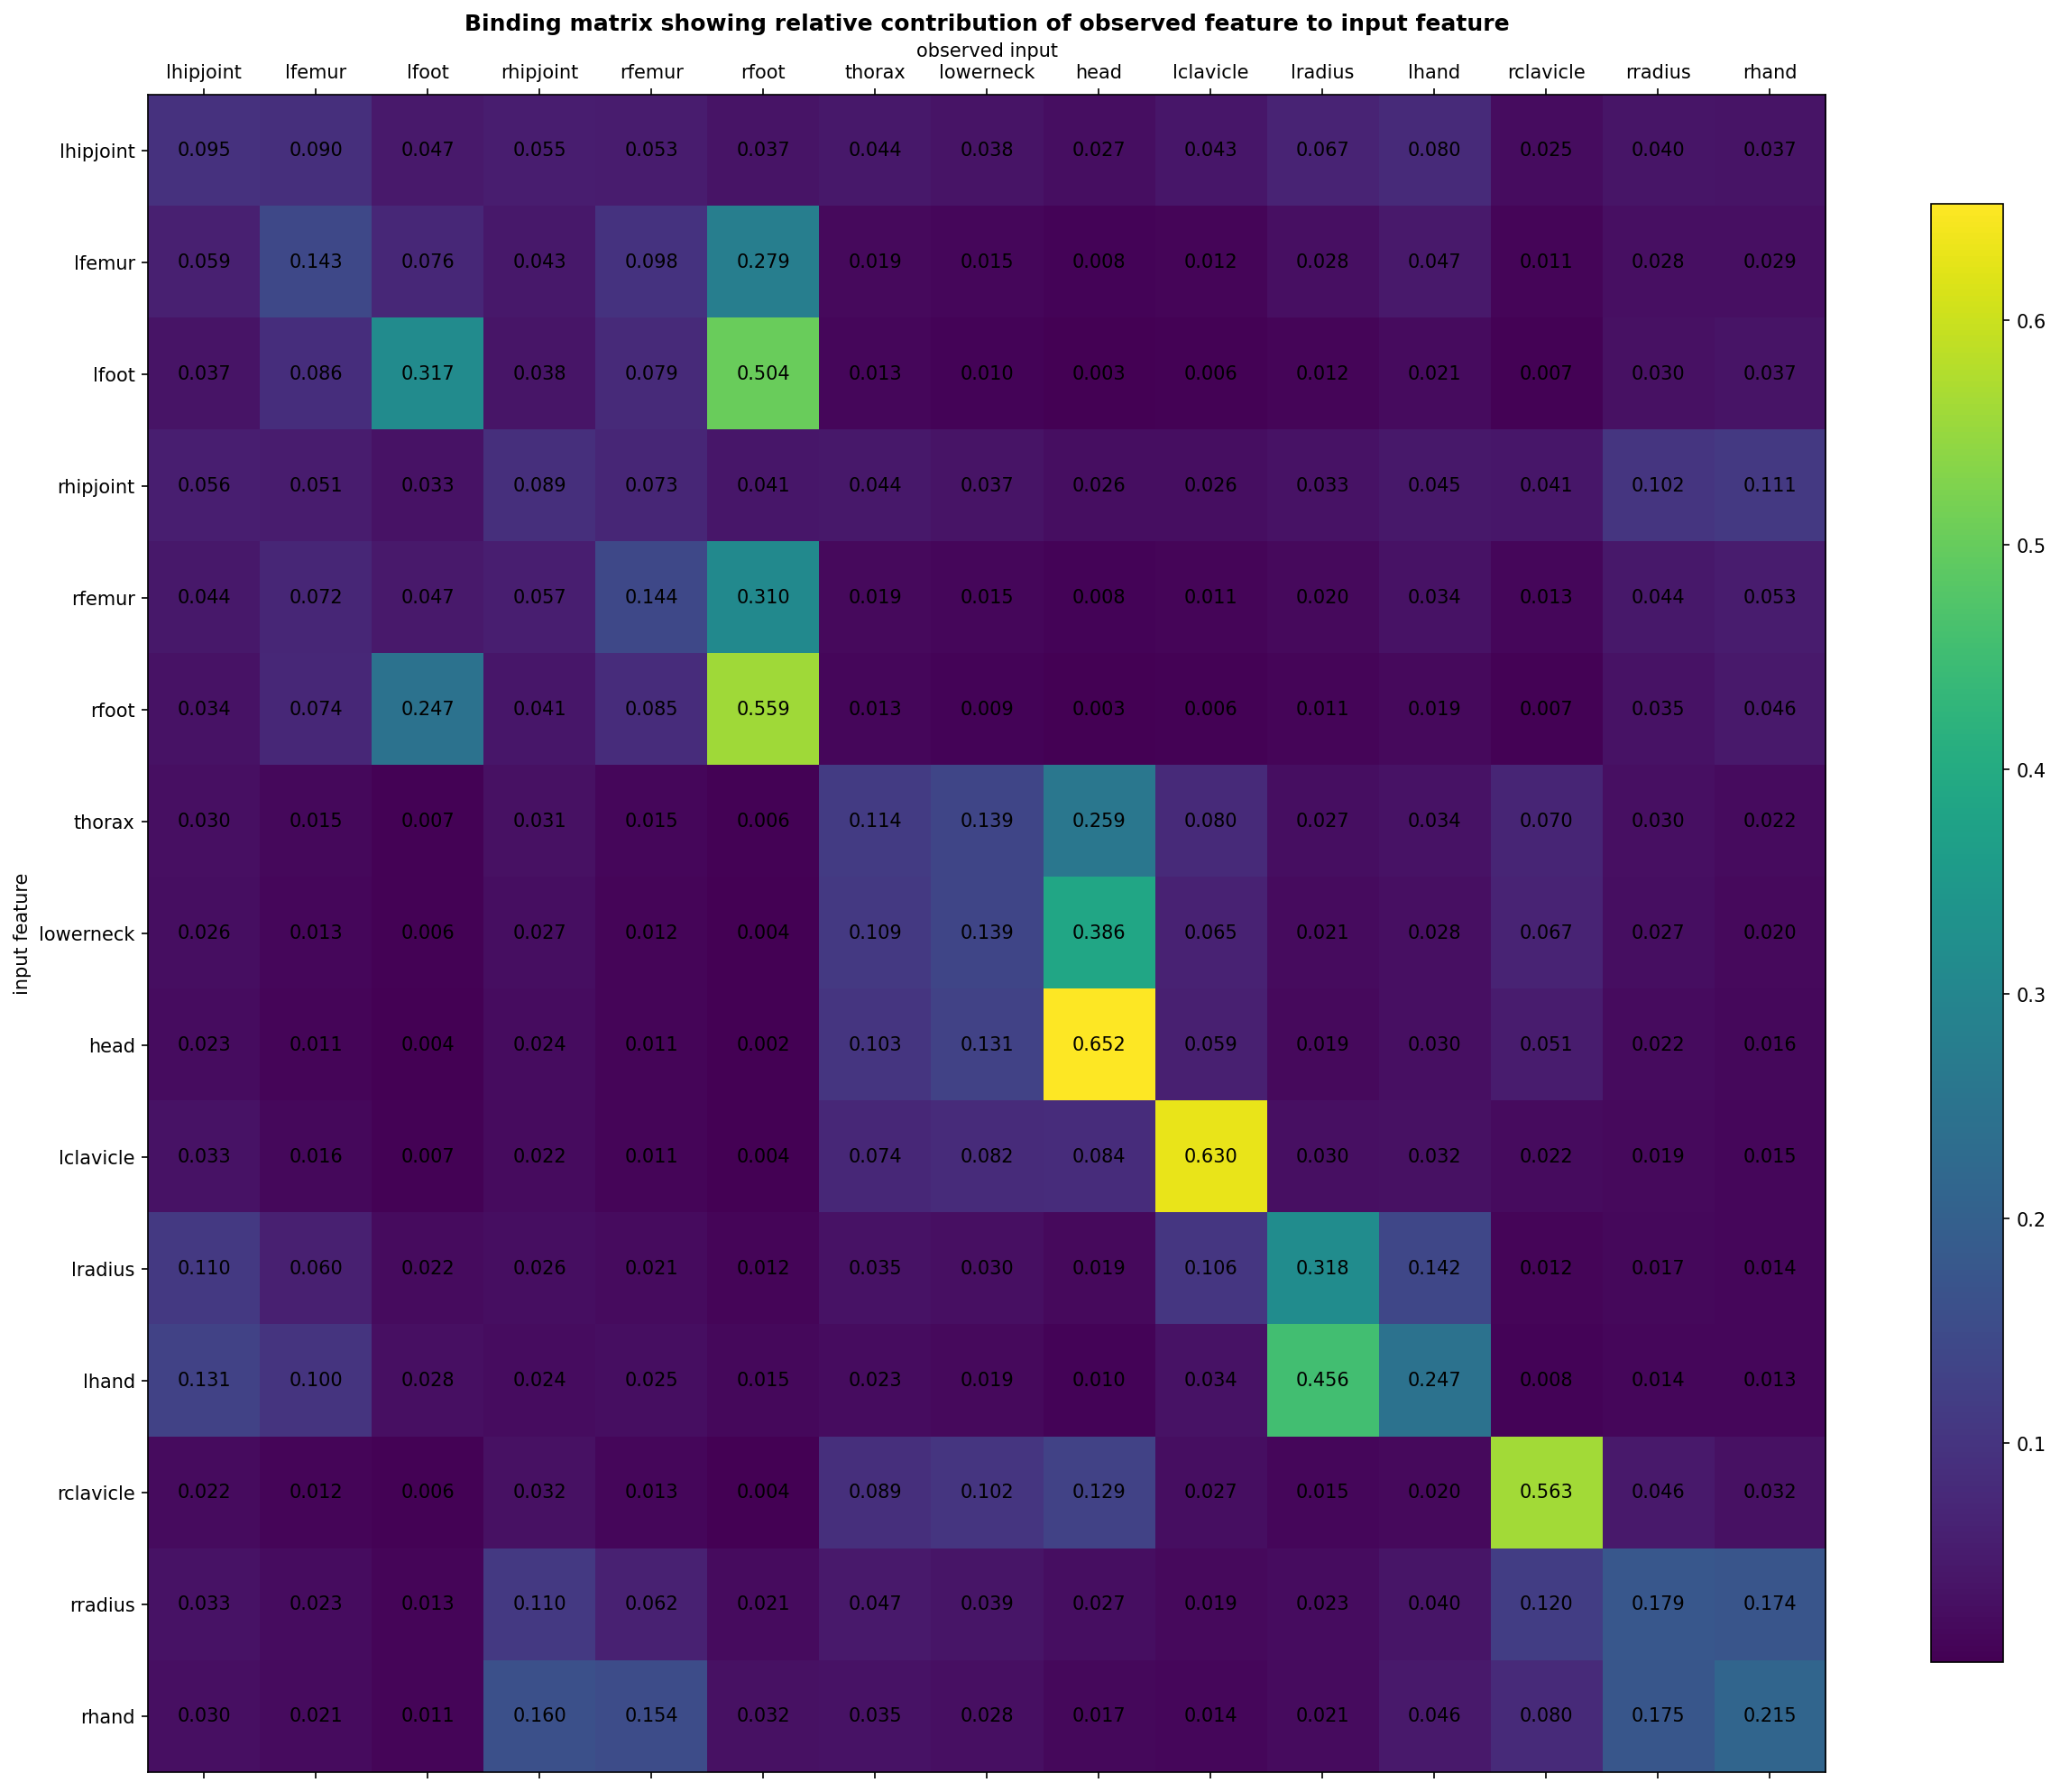 Binding matrix showing relative contribution of observed feature to input feature
observed input
lhipjoint lfemur lfoot rhipjoint rfemur rfoot thorax lowerneck head lclavicle lradius lhand rclavicle rradius rhand
lhipjoint 0.095 0.090 0.047 0.055 0.053 0.037 0.044 0.038 0.027 0.043 0.067 0.080 0.025 0.040 0.037
lfemur 0.059 0.143 0.076 0.043 0.098 0.279 0.019 0.015 0.008 0.012 0.028 0.047 0.011 0.028 0.029
0.6
lfoot 0.037 0.086 0.317 0.038 0.079 0.504 0.013 0.010 0.003 0.006 0.012 0.021 0.007 0.030 0.037
rhipjoint 0.056 0.051 0.033 0.089 0.073 0.041 0.044 0.037 0.026 0.026 0.033 0.045 0.041 0.102 0.111
0.5
rfemur 0.044 0.072 0.047 0.057 0.144 0.310 0.019 0.015 0.008 0.011 0.020 0.034 0.013 0.044 0.053
rfoot 0.034 0.074 0.247 0.041 0.085 0.559 0.013 0.009 0.003 0.006 0.011 0.019 0.007 0.035 0.046
0.4
thorax 0.030 0.015 0.007 0.031 0.015 0.006 0.114 0.139 0.259 0.080 0.027 0.034 0.070 0.030 0.022
input feature
lowerneck 0.026 0.013 0.006 0.027 0.012 0.004 0.109 0.139 0.386 0.065 0.021 0.028 0.067 0.027 0.020
0.3
head 0.023 0.011 0.004 0.024 0.011 0.002 0.103 0.131 0.652 0.059 0.019 0.030 0.051 0.022 0.016
lclavicle 0.033 0.016 0.007 0.022 0.011 0.004 0.074 0.082 0.084 0.630 0.030 0.032 0.022 0.019 0.015
0.2
lradius 0.110 0.060 0.022 0.026 0.021 0.012 0.035 0.030 0.019 0.106 0.318 0.142 0.012 0.017 0.014
lhand 0.131 0.100 0.028 0.024 0.025 0.015 0.023 0.019 0.010 0.034 0.456 0.247 0.008 0.014 0.013
0.1
rclavicle 0.022 0.012 0.006 0.032 0.013 0.004 0.089 0.102 0.129 0.027 0.015 0.020 0.563 0.046 0.032
rradius 0.033 0.023 0.013 0.110 0.062 0.021 0.047 0.039 0.027 0.019 0.023 0.040 0.120 0.179 0.174
rhand 0.030 0.021 0.011 0.160 0.154 0.032 0.035 0.028 0.017 0.014 0.021 0.046 0.080 0.175 0.215